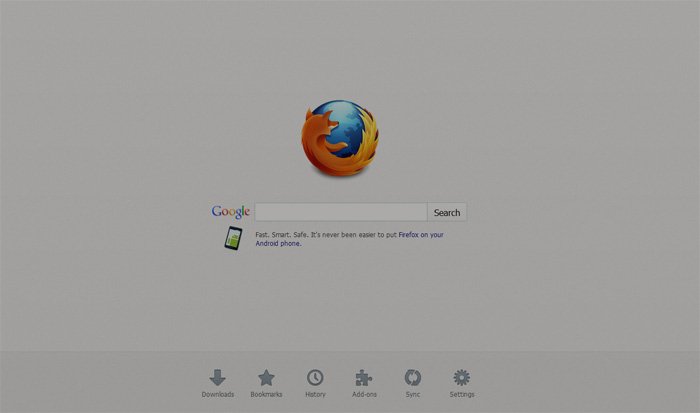 Google
Search
Fast. Smart. Safe. It's never been easier to put Firefox on your
Android phone.
Downloads
Bookmarks
History
Add-ons
Sync
Settings